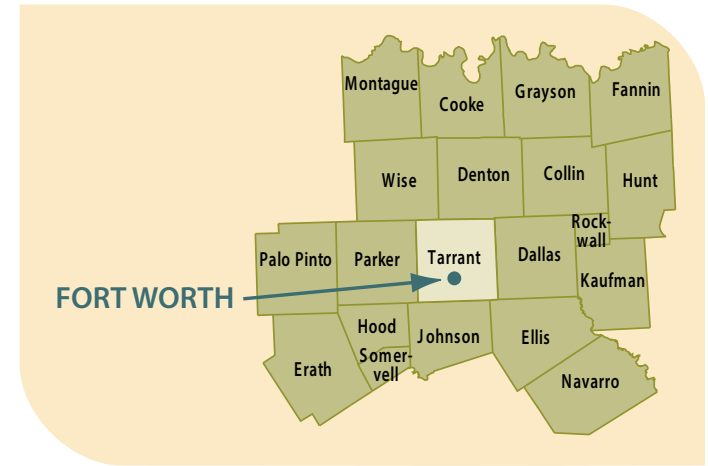 Montague
Cooke
Grayson
Fannin
Wise
Denton
Collin
Hunt
Rock-
wall
Palo Pinto
Parker
Tarrant
Dallas
Kaufman
FORT WORTH
Hood
Johnson
Ellis
Somer-
vell
Erath
Navarro